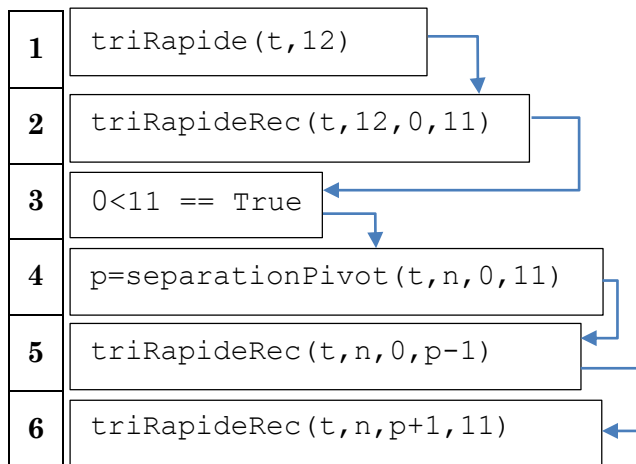 1 triRapide(t,12)
2 triRapideRec(t,12,0,11)
3 0<11 == True
4 p=separationPivot(t,n,0,11)
5 triRapideRec(t,n,0,p-1)
6 triRapideRec(t,n,p+1,11)